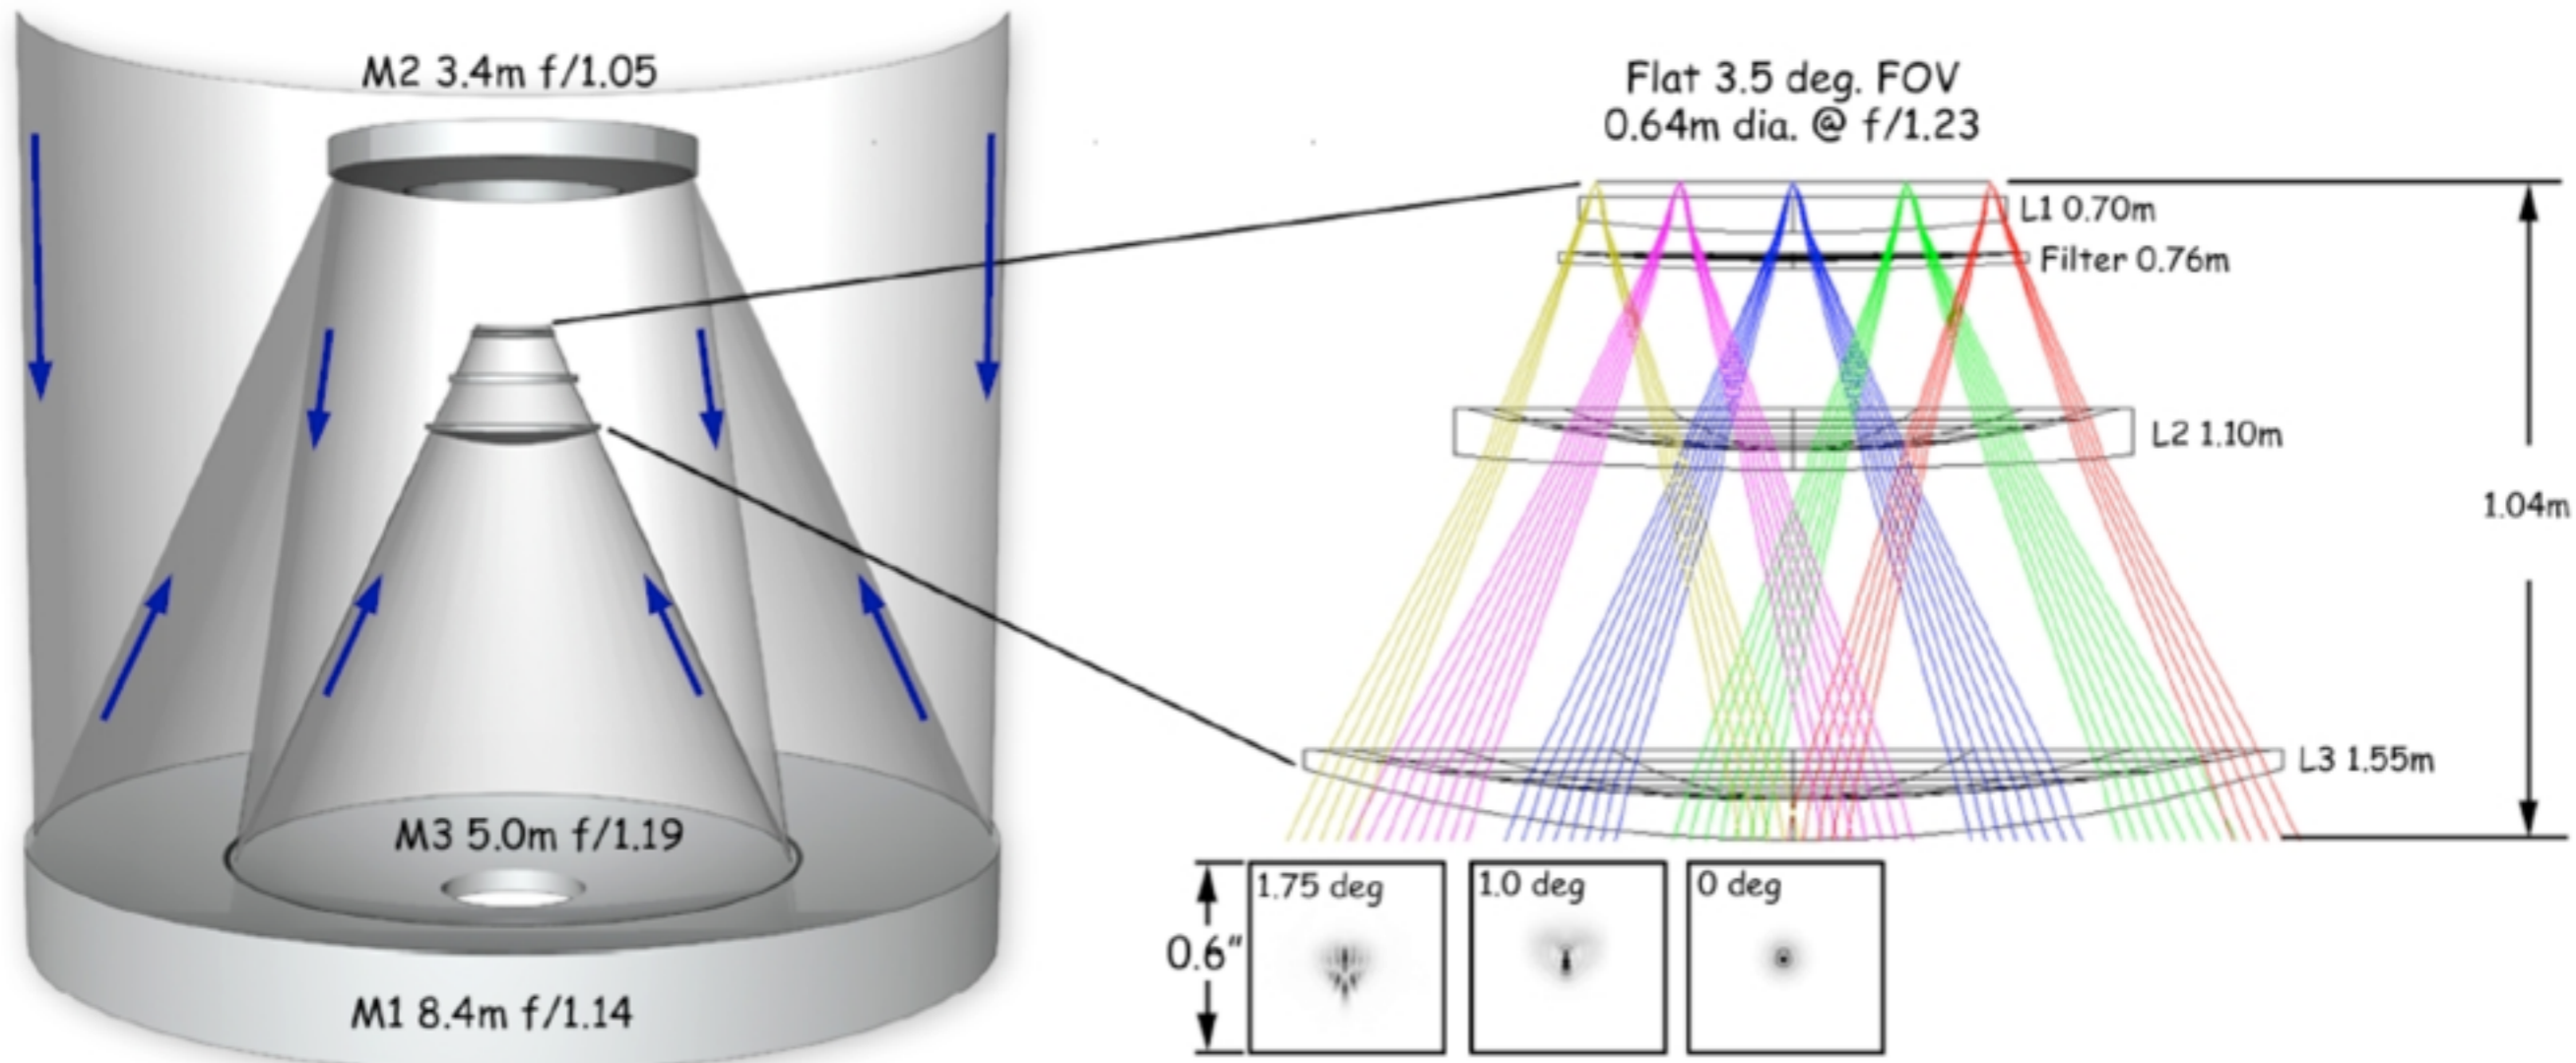 M2 3.4m f/1.05
M3 5.0m f/1.19
M1 8.4m f/1.14
Flat 3.5 deg. FOV
0.64m dia. @ f/1.23
L1 0.70m
Filter 0.76m
L2 1.10m
1.04m
L3 1.55m
0.6"
1.75 deg
1.0 deg
0 deg